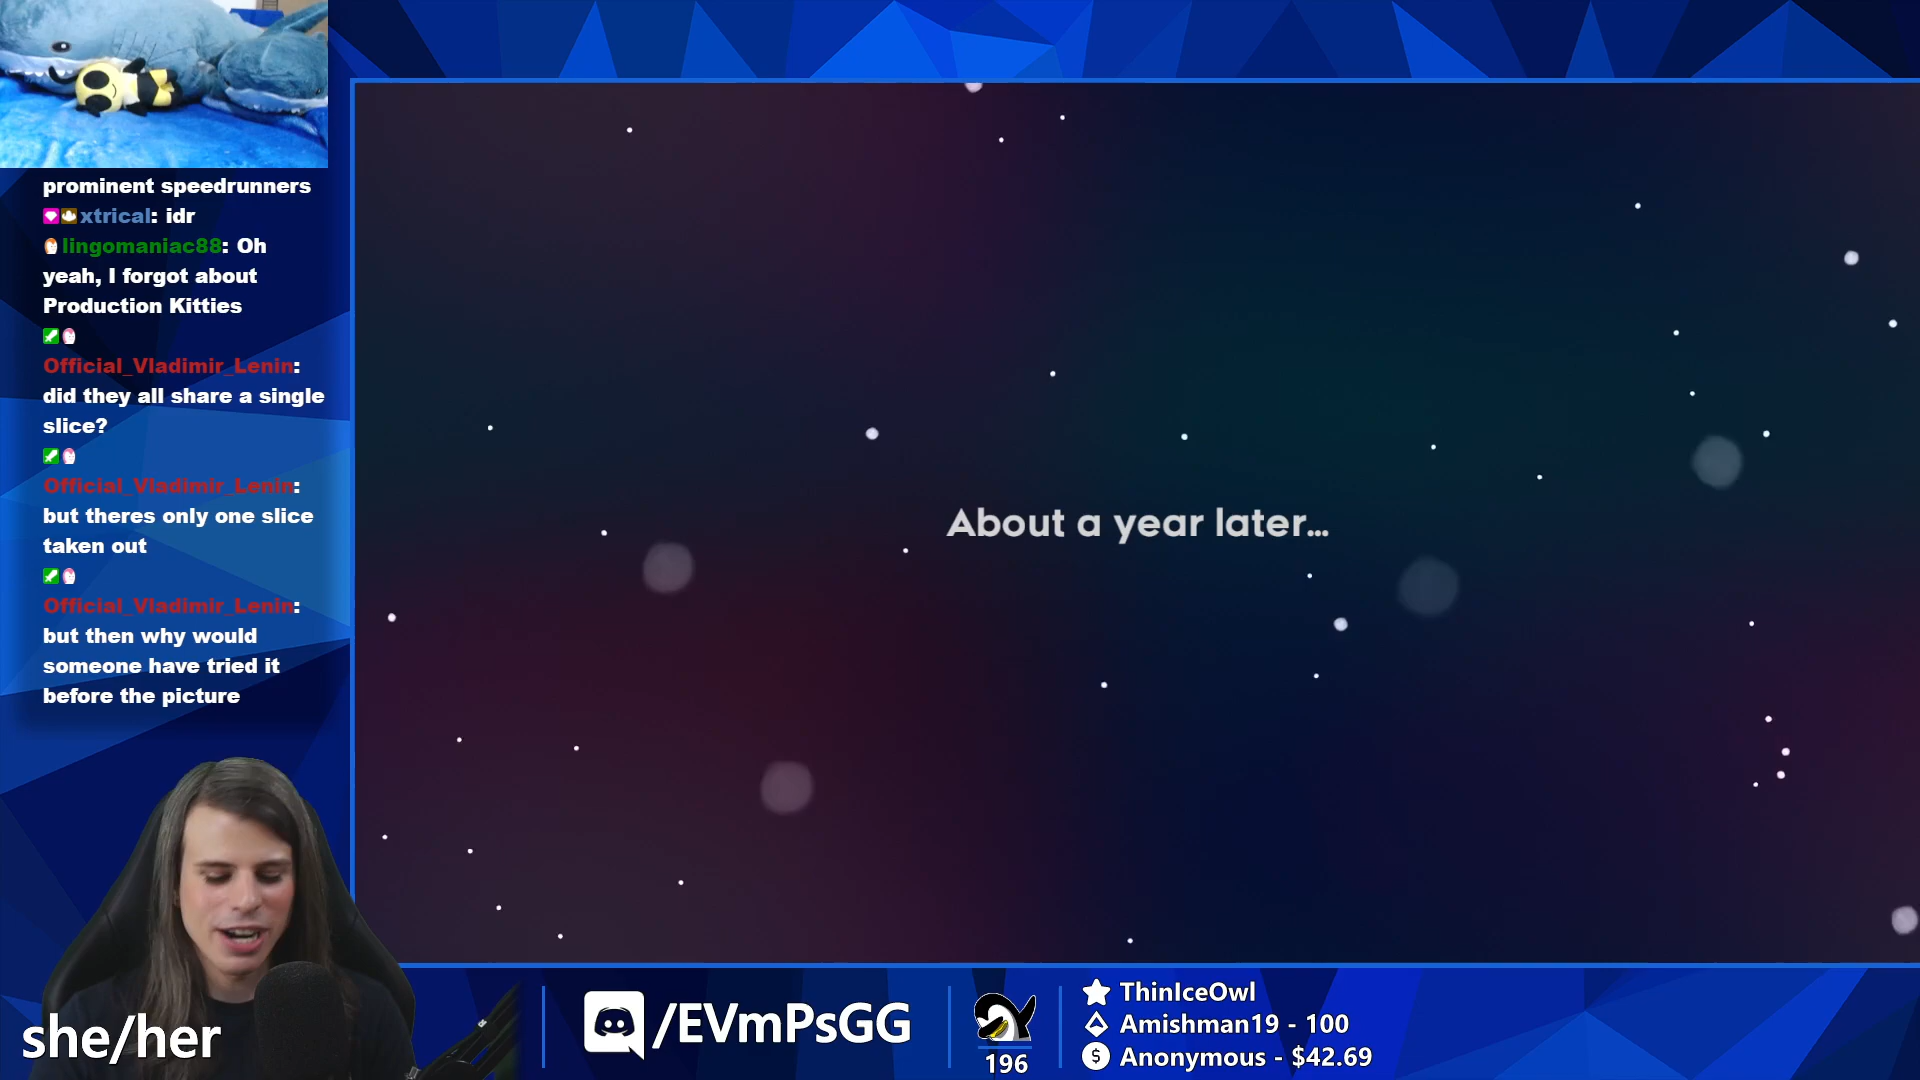 prominent speedrunners
xtrical: idr
lingomaniac88: Oh
yeah, I forgot about
Production Kitties
Official_Vladimir_Lenin:
did they all share a single
slice?
Official_Vladimir_Lenin:
but theres only one slice
taken out
Official_Vladimir_Lenin:
but then why would
someone have tried it
before the picture
About a year later...
she/her
/EVmPsGG
196
ThinIceOwl
Amishman19 - 100
$ Anonymous - $42.69